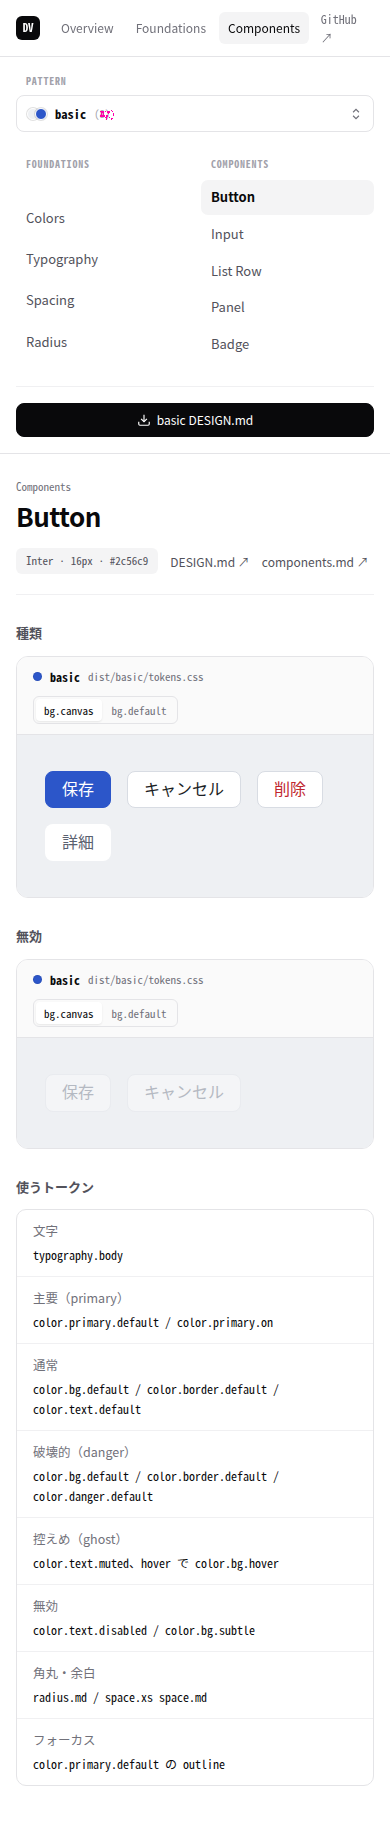 DV Overview Foundations Components GitHub ↗
PATTERN
basic
FOUNDATIONS
Colors
Typography
Spacing
Radius
COMPONENTS
Button
Input
List Row
Panel
Badge
basic DESIGN.md
Components
Button
Inter · 16px · #2c56c9 DESIGN.md ↗ components.md ↗
種類
basic dist/basic/tokens.css
bg.canvas bg.default
保存 キャンセル 削除
詳細
無効
basic dist/basic/tokens.css
bg.canvas bg.default
保存 キャンセル
使うトークン
文字
typography.body
主要（primary）
color.primary.default / color.primary.on
通常
color.bg.default / color.border.default /
color.text.default
破壊的（danger）
color.bg.default / color.border.default /
color.danger.default
控えめ（ghost）
color.text.muted、hover で color.bg.hover
無効
color.text.disabled / color.bg.subtle
角丸・余白
radius.md / space.xs space.md
フォーカス
color.primary.default の outline